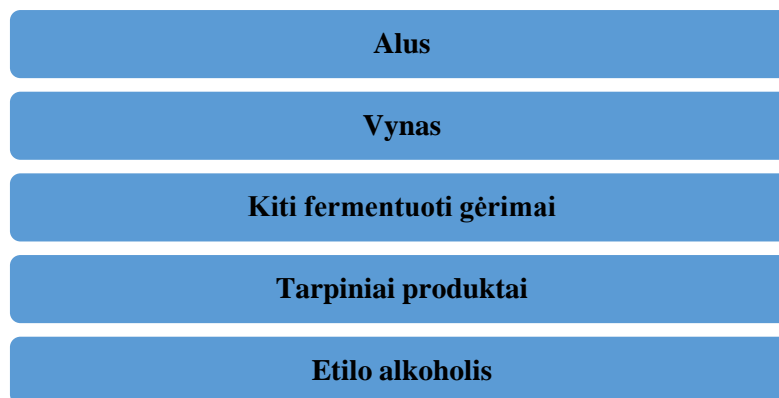 Alus
Vynas
Kiti fermentuoti gėrimai
Tarpiniai produktai
Etilo alkoholis